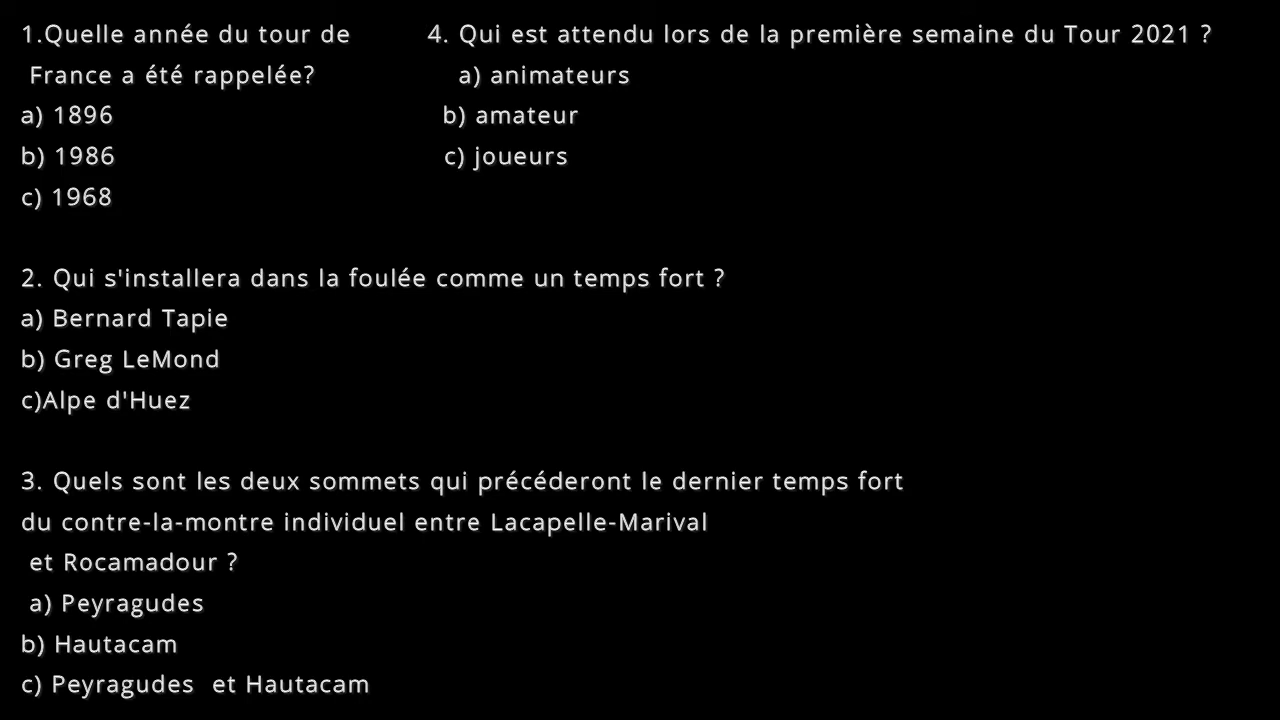 1.Quelle année du tour de
France a été rappelée?
a) 1896
b) 1986
c) 1968
2. Qui s'installera dans la foulée comme un temps fort ?
a) Bernard Tapie
b) Greg LeMond
c)Alpe d'Huez
3. Quels sont les deux sommets qui précéderont le dernier temps fort
du contre-la-montre individuel entre Lacapelle-Marival
et Rocamadour ?
a) Peyragudes
b) Hautacam
c) Peyragudes et Hautacam
4. Qui est attendu lors de la première semaine du Tour 2021 ?
a) animateurs
b) amateur
c) joueurs